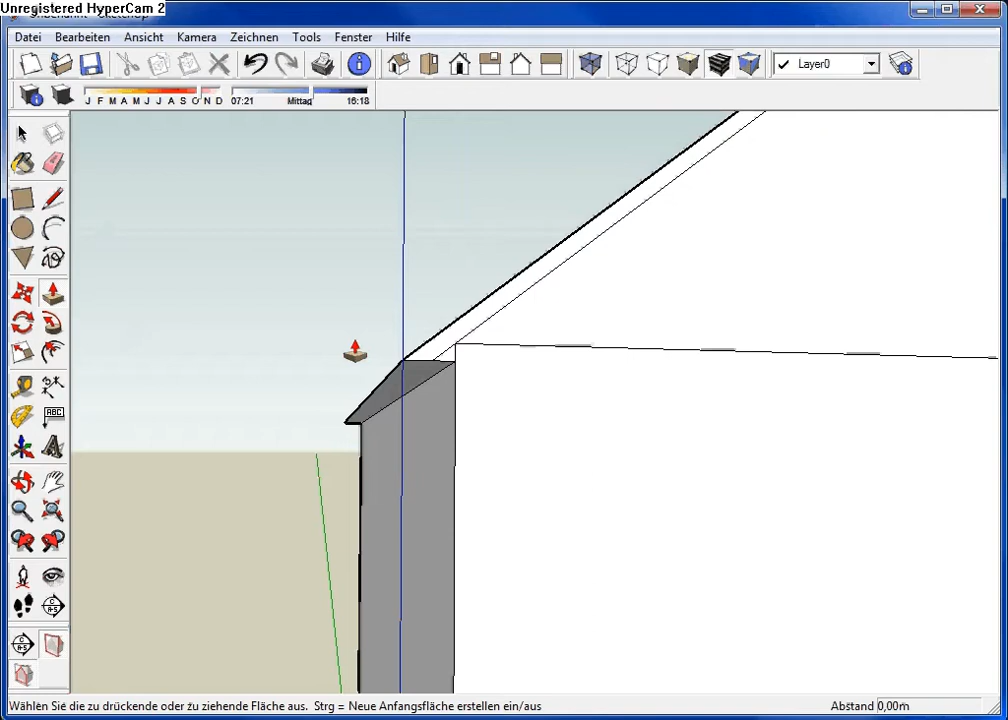 Unregistered HyperCam 2
Datei Bearbeiten Ansicht Kamera Zeichnen Tools Fenster Hilfe
Layer0
J F M A M J J A S O N D 07:21 Mittag 16:18
ABC
Wählen Sie die zu drückende oder zu ziehende Fläche aus. Strg = Neue Anfangsfläche erstellen ein/aus Abstand 0,00m